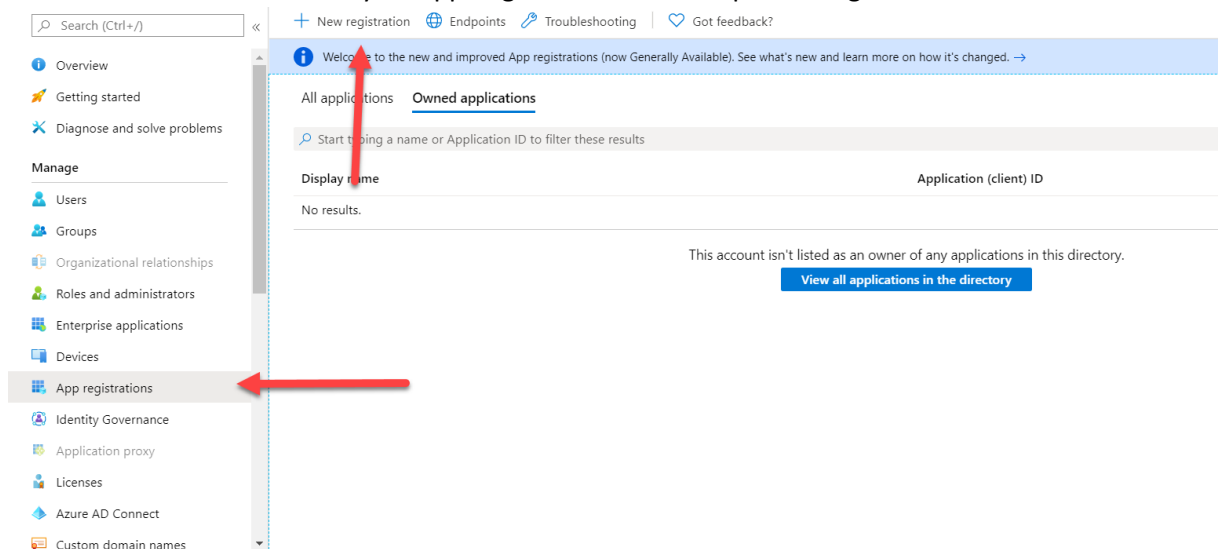 Search (Ctrl+/)
«
Overview
Getting started
Diagnose and solve problems
Manage
Users
Groups
Organizational relationships
Roles and administrators
Enterprise applications
Devices
App registrations
Identity Governance
Application proxy
Licenses
Azure AD Connect
Custom domain names
+ New registration Endpoints Troubleshooting Got feedback?
to the new and improved App registrations (now Generally Available). See what's new and learn more on how it's changed. →
All applications Owned applications
Start typing a name or Application ID to filter these results
Display name Application (client) ID
No results.
This account isn't listed as an owner of any applications in this directory.
View all applications in the directory